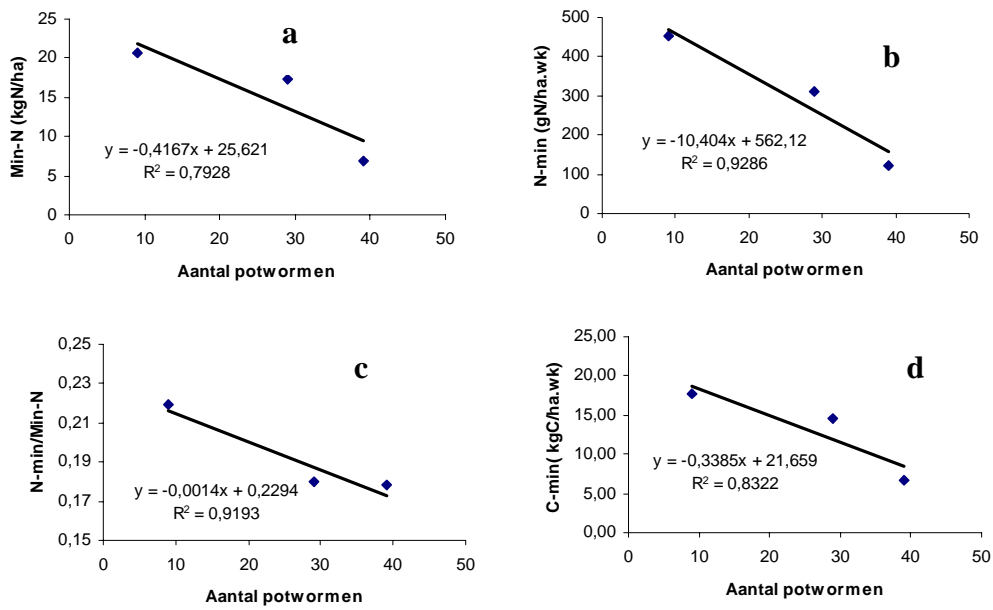 a
Min-N (kgN/ha)
25
20
15
10
5
0
y = -0,4167x + 25,621
R² = 0,7928
0 10 20 30 40 50
Aantal potwormen
b
N-min (gN/ha.wk)
500
400
300
200
100
0
y = -10,404x + 562,12
R² = 0,9286
0 10 20 30 40 50
Aantal potwormen
c
N-min/Min-N
0,25
0,23
0,21
0,19
0,17
0,15
y = -0,0014x + 0,2294
R² = 0,9193
0 10 20 30 40 50
Aantal potwormen
d
C-min( kgC/ha.wk)
25,00
20,00
15,00
10,00
5,00
0,00
y = -0,3385x + 21,659
R² = 0,8322
0 10 20 30 40 50
Aantal potwormen